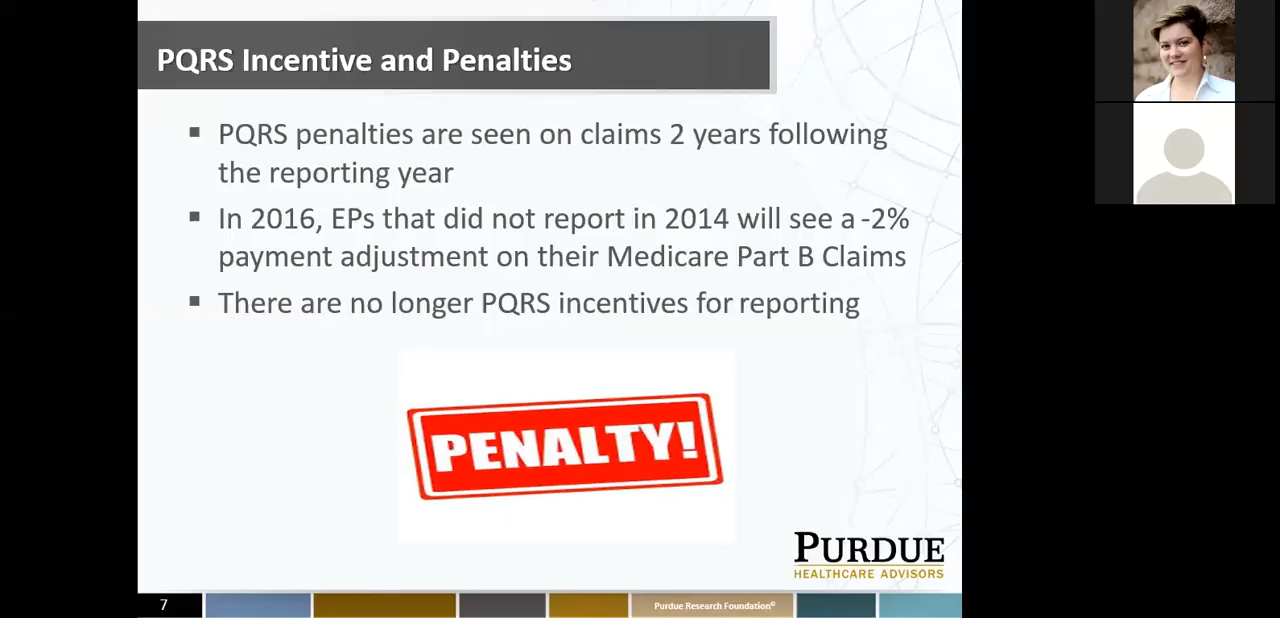 PQRS Incentive and Penalties
▪ PQRS penalties are seen on claims 2 years following
the reporting year
▪ In 2016, EPs that did not report in 2014 will see a -2%
payment adjustment on their Medicare Part B Claims
▪ There are no longer PQRS incentives for reporting
PENALTY!
PURDUE
HEALTHCARE ADVISORS
7
Purdue Research Foundation©